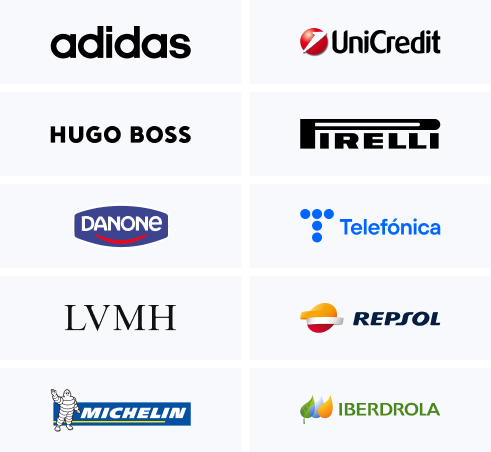 adidas
UniCredit
HUGO BOSS
PIRELLI
DANONE
Telefónica
LVMH
REPSOL
MICHELIN
IBERDROLA